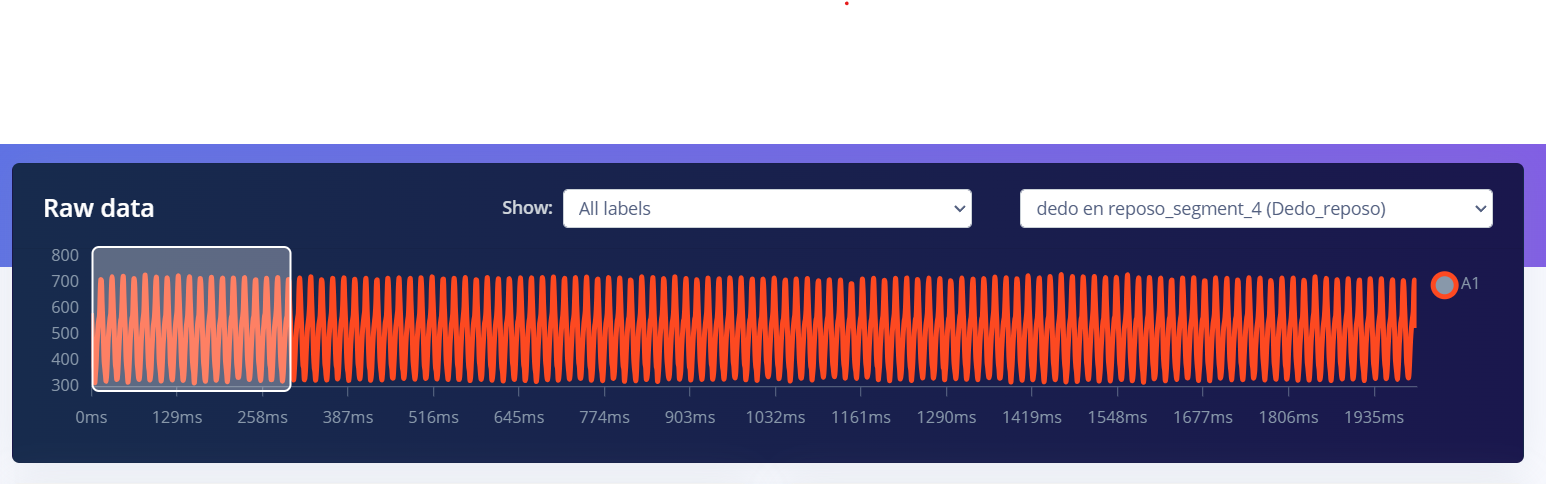 Raw data
Show:
All labels
dedo en reposo_segment_4 (Dedo_reposo)
800
700
600
500
400
300
A1
0ms 129ms 258ms 387ms 516ms 645ms 774ms 903ms 1032ms 1161ms 1290ms 1419ms 1548ms 1677ms 1806ms 1935ms